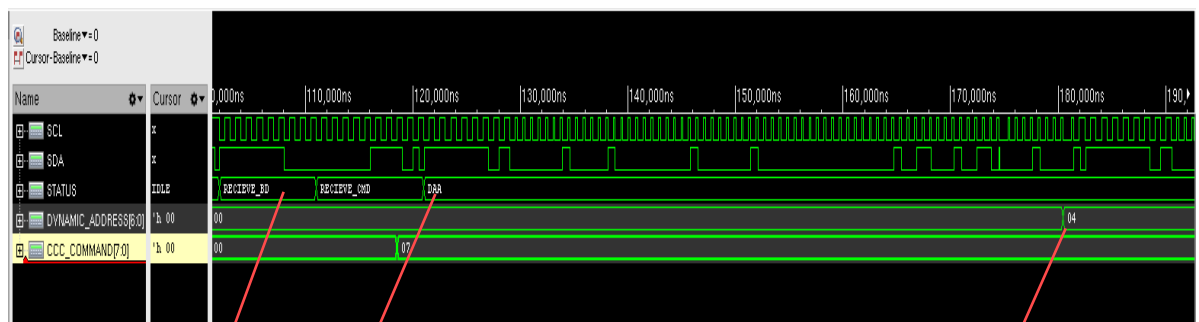 Baseline▼=0
Cursor-Baseline▼=0
Name Cursor 0,000ns 110,000ns 120,000ns 130,000ns 140,000ns 150,000ns 160,000ns 170,000ns 180,000ns 190,
SCL x
SDA x
STATUS IDLE RECIEVE_BD RECIEVE_CMD DAA
DYNAMIC_ADDRESS[6:0] 'h 00 00 04
CCC_COMMAND[7:0] 'h 00 00 07